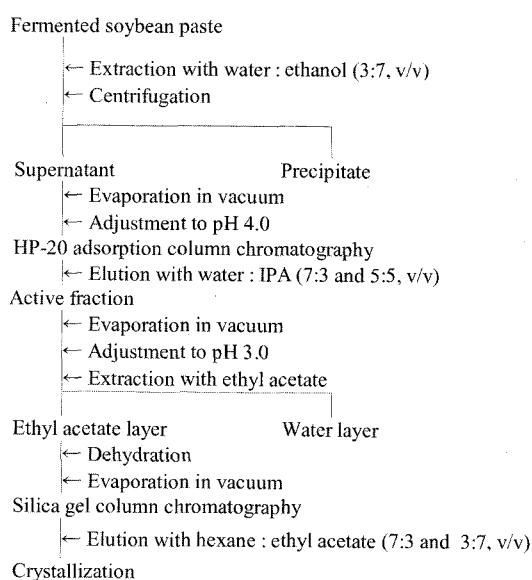 Fermented soybean paste
← Extraction with water : ethanol (3:7, v/v)
← Centrifugation
Supernatant Precipitate
← Evaporation in vacuum
← Adjustment to pH 4.0
HP-20 adsorption column chromatography
← Elution with water : IPA (7:3 and 5:5, v/v)
Active fraction
← Evaporation in vacuum
← Adjustment to pH 3.0
← Extraction with ethyl acetate
Ethyl acetate layer Water layer
← Dehydration
← Evaporation in vacuum
Silica gel column chromatography
← Elution with hexane : ethyl acetate (7:3 and 3:7, v/v)
Crystallization